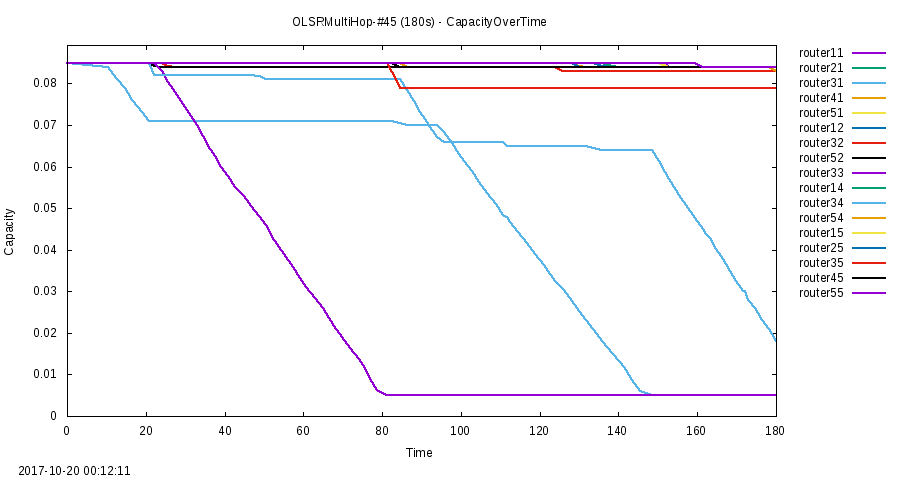 OLSRMultiHop-#45 (180s) - CapacityOverTime
Capacity
0.08
0.07
0.06
0.05
0.04
0.03
0.02
0.01
0
0 20 40 60 80 100 120 140 160 180
Time
router11
router21
router31
router41
router51
router12
router32
router52
router33
router14
router34
router54
router15
router25
router35
router45
router55
2017-10-20 00:12:11